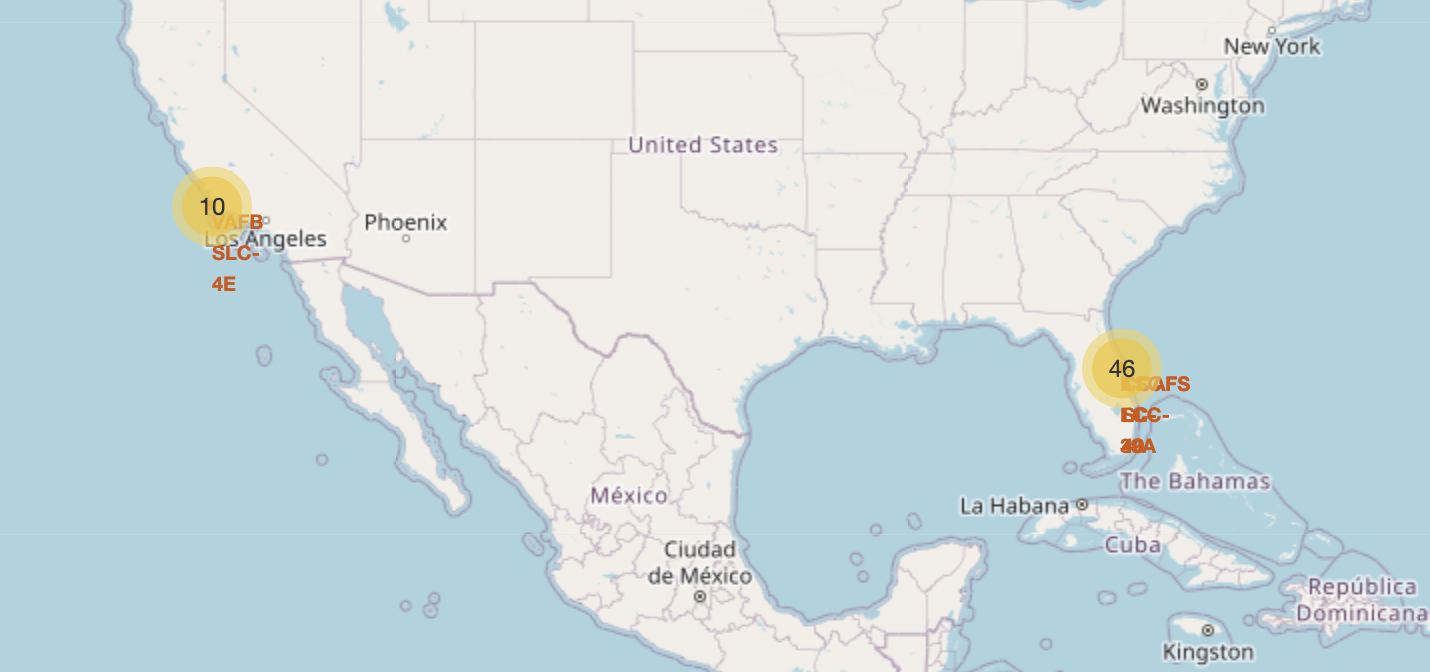 New York
Washington
United States
10
VAFB
SLC-
4E
Los Angeles
Phoenix
46
México
La Habana
The Bahamas
Cuba
Ciudad
de México
República
Dominicana
Kingston